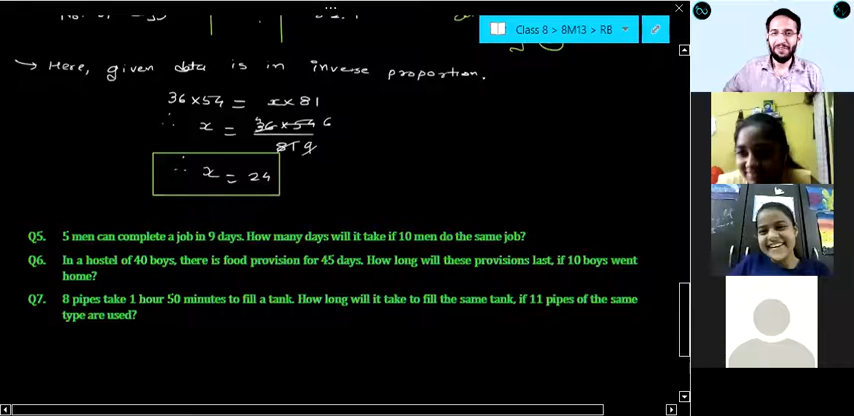 Class 8 > 8M13 > RB
→ Here, given data is in inverse proportion.
36 × 54 = x × 81
∴ x = 36 × 54 6
81 9
∴ x = 24
Q5. 5 men can complete a job in 9 days. How many days will it take if 10 men do the same job?
Q6. In a hostel of 40 boys, there is food provision for 45 days. How long will these provisions last, if 10 boys went
home?
Q7. 8 pipes take 1 hour 50 minutes to fill a tank. How long will it take to fill the same tank, if 11 pipes of the same
type are used?